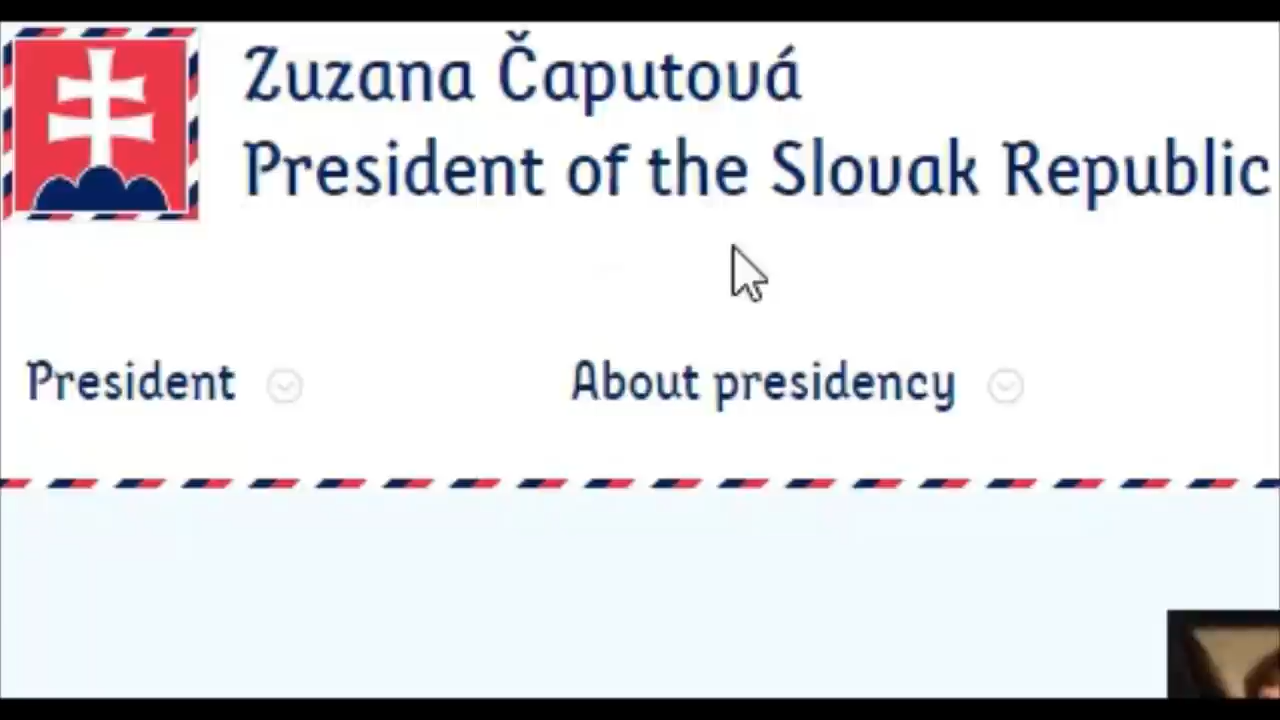 Zuzana Čaputová
President of the Slovak Republic
President
About presidency